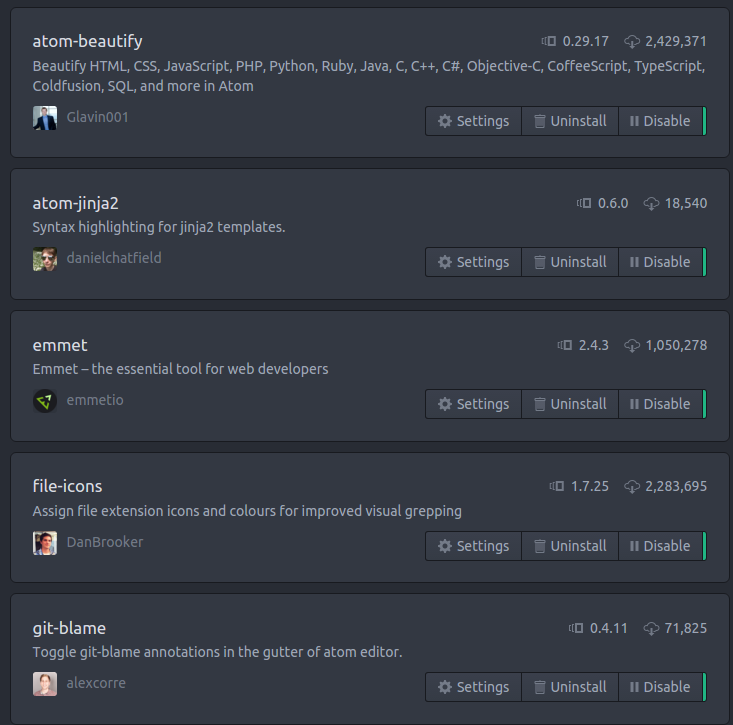 atom-beautify 0.29.17 2,429,371
Beautify HTML, CSS, JavaScript, PHP, Python, Ruby, Java, C, C++, C#, Objective-C, CoffeeScript, TypeScript,
Coldfusion, SQL, and more in Atom
Glavin001 Settings Uninstall Disable
atom-jinja2 0.6.0 18,540
Syntax highlighting for jinja2 templates.
danielchatfield Settings Uninstall Disable
emmet 2.4.3 1,050,278
Emmet – the essential tool for web developers
emmetio Settings Uninstall Disable
file-icons 1.7.25 2,283,695
Assign file extension icons and colours for improved visual grepping
DanBrooker Settings Uninstall Disable
git-blame 0.4.11 71,825
Toggle git-blame annotations in the gutter of atom editor.
alexcorre Settings Uninstall Disable